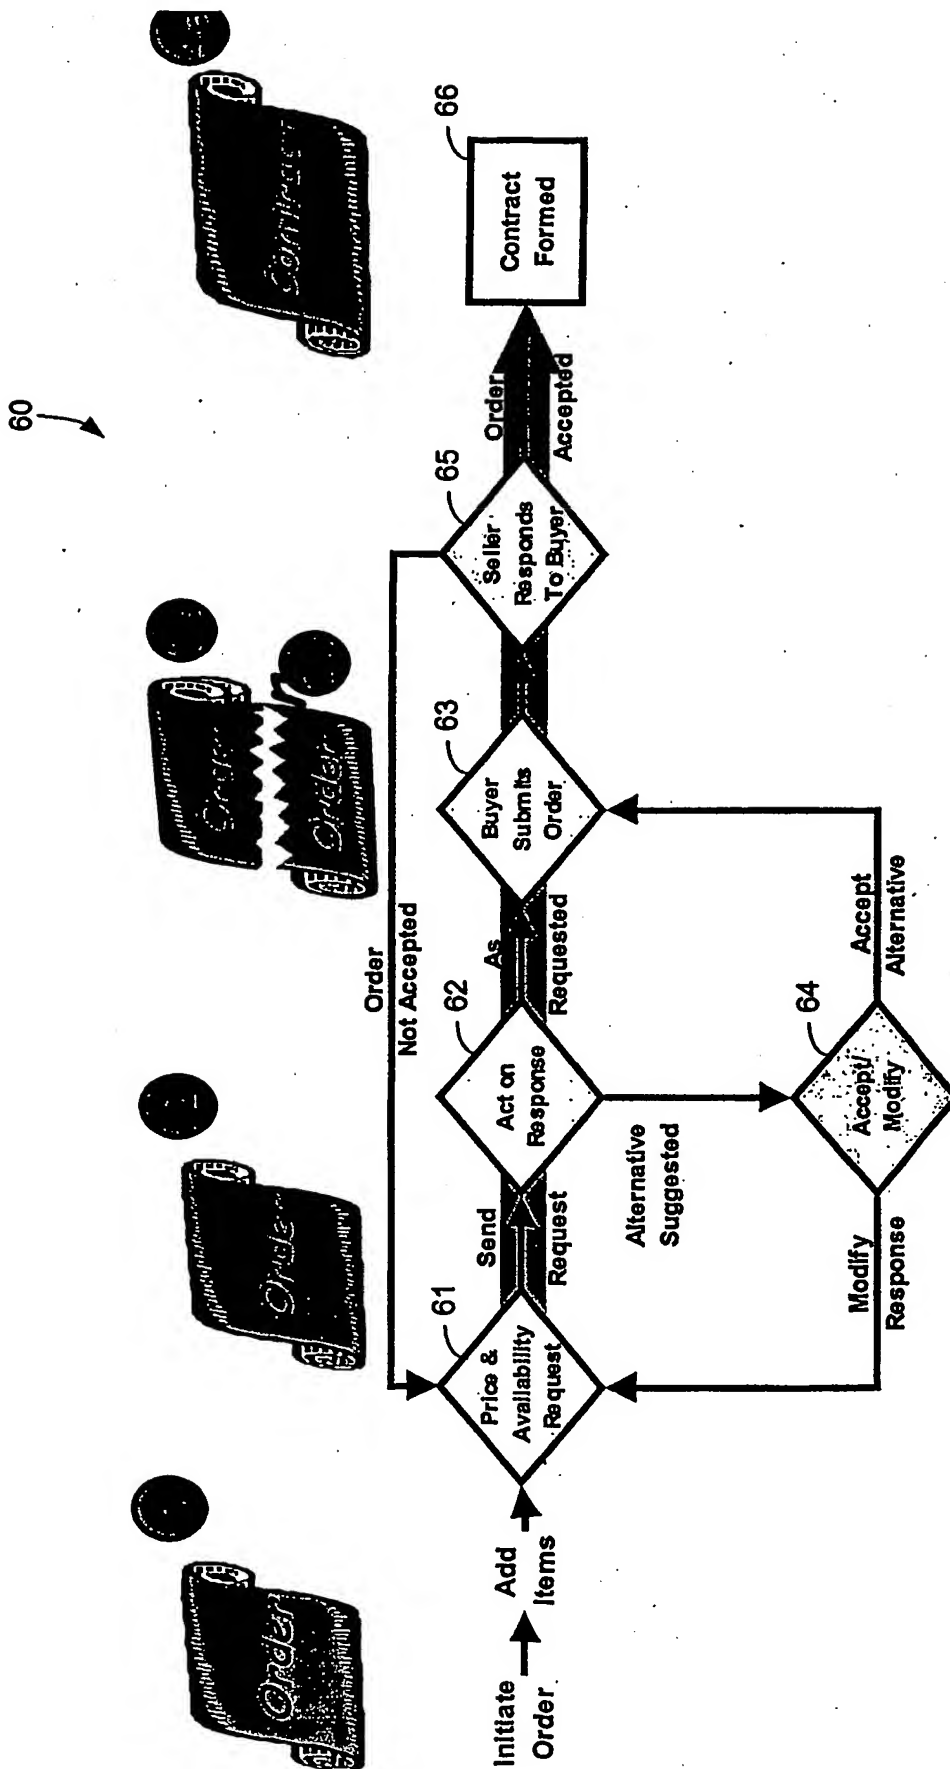 60
Order
Order
Order
Order
Contract
Order
Not Accepted
Initiate
Order
Add
Items
61
Price &
Availability
Request
Send
Request
62
Act on
Response
As
Requested
63
Buyer
Submits
Order
65
Seller
Responds
To Buyer
Order
Accepted
66
Contract
Formed
Alternative
Suggested
64
Accept/
Modify
Modify
Response
Accept
Alternative